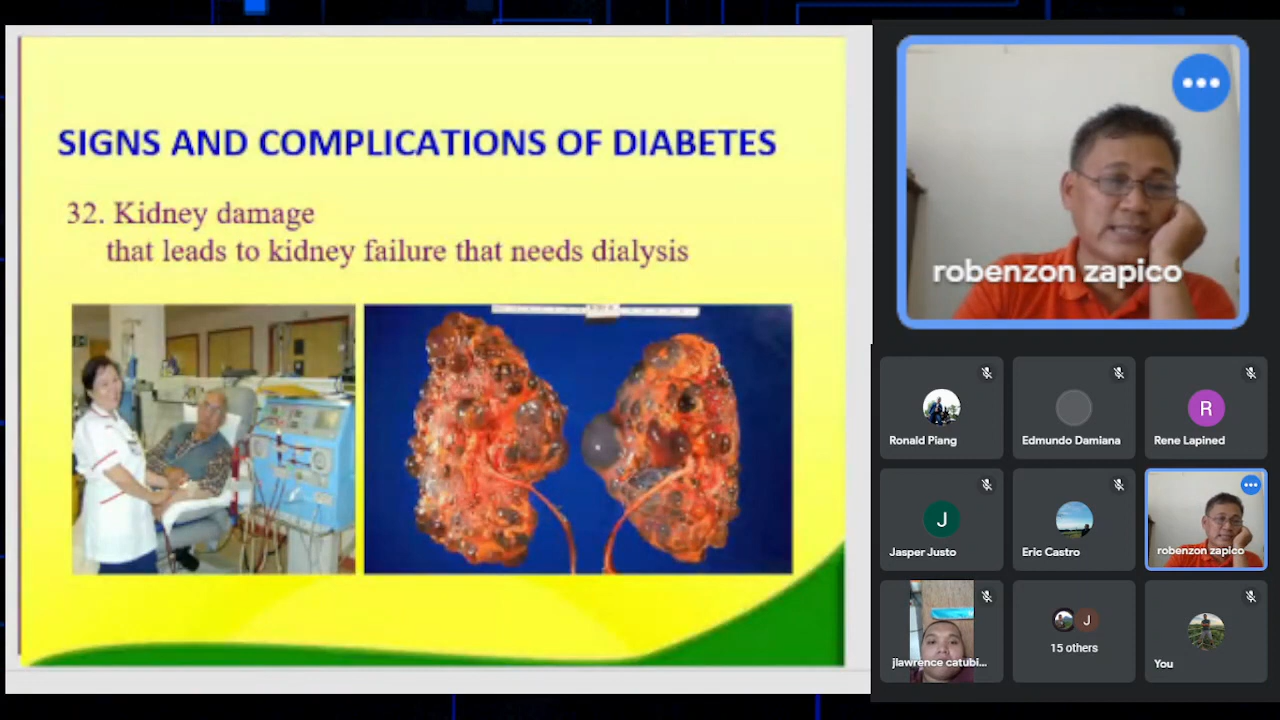 SIGNS AND COMPLICATIONS OF DIABETES
32. Kidney damage
that leads to kidney failure that needs dialysis
robenzon zapico
Ronald Piang
Edmundo Damiana
R
Rene Lapined
J
Jasper Justo
Eric Castro
robenzon zapico
jlawrence catubi...
J
15 others
You